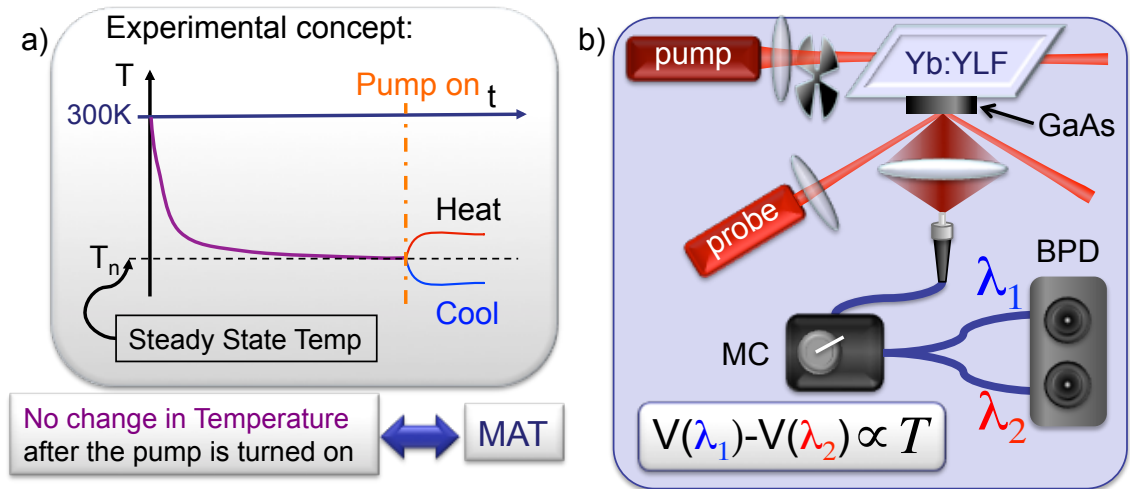 a)
Experimental concept:
T
Pump on
t
300K
Heat
Tₙ
Cool
Steady State Temp
No change in Temperature
after the pump is turned on
MAT
b)
pump
Yb:YLF
GaAs
probe
BPD
λ₁
MC
λ₂
V(λ₁)-V(λ₂)∝ T